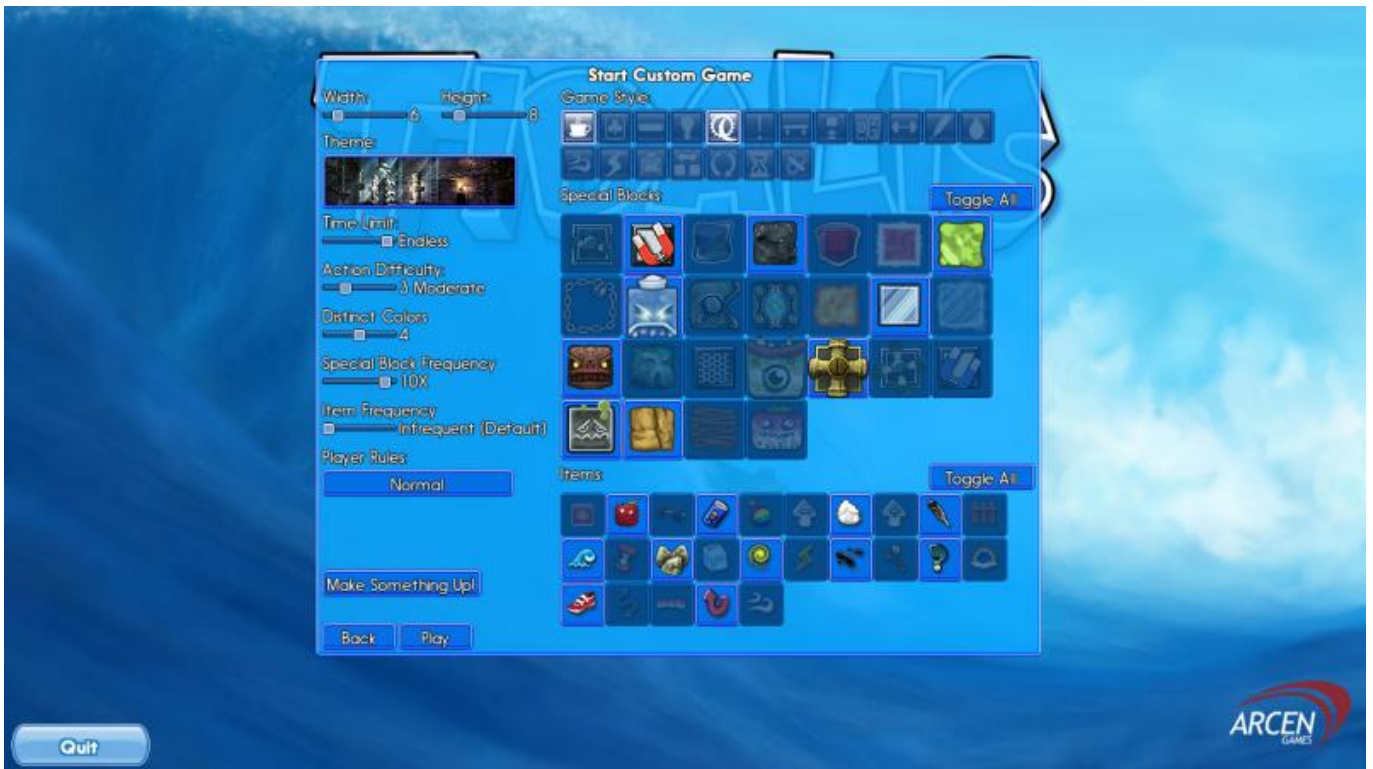 Start Custom Game
Width: 6 Height: 8
Game Style:
Theme:
Special Blocks:
Toggle All
Time Limit:
Endless
Action Difficulty:
3 Moderate
Distinct Colors
4
Special Block Frequency
10X
Item Frequency
Infrequent (Default)
Player Rules:
Normal
Items:
Toggle All
Make Something Up!
Back Play
Quit
ARCEN
GAMES